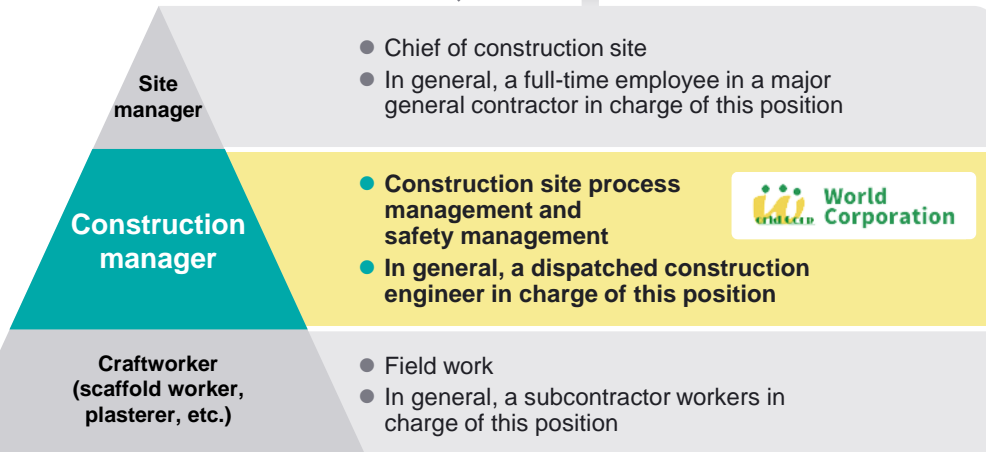 Site
manager
Chief of construction site
In general, a full-time employee in a major
general contractor in charge of this position
Construction
manager
Construction site process
management and
safety management
In general, a dispatched construction
engineer in charge of this position
World
Corporation
Craftworker
(scaffold worker,
plasterer, etc.)
Field work
In general, a subcontractor workers in
charge of this position